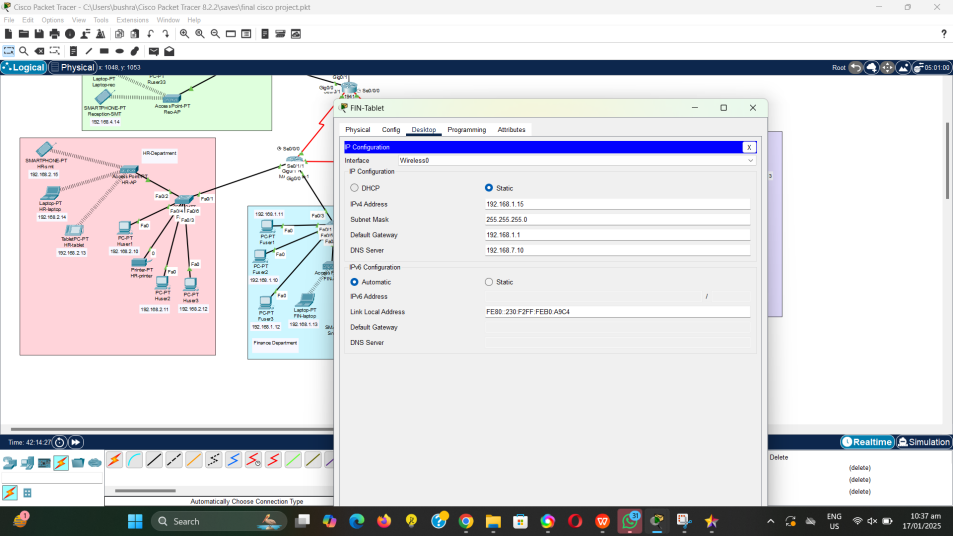 Cisco Packet Tracer - C:\Users\bushra\Cisco Packet Tracer 8.2.2\saves\final cisco project.pkt
File Edit Options View Tools Extensions Window Help
Logical Physical x: 1048, y: 1053
Root 05:01:00
Laptop-PT
Laptop-rec
PC-PT
Fuser33
SMARTPHONE-PT
Reception-SMT
192.168.4.14
AccessPoint-PT
Rec-AP
Gig0/1
Se0/0/0
HR-Department
SMARTPHONE-PT
HR-smt
192.168.2.15
AccessPoint-PT
HR-AP
Laptop-PT
HR-laptop
192.168.2.14
TabletPC-PT
HR-tablet
192.168.2.13
Fa0/2
Fa0/1
Fa0/4
Fa0/3
Fa0
PC-PT
Huser1
192.168.2.10
Printer-PT
HR-printer
Fa0
Fa0
PC-PT
Huser2
192.168.2.11
PC-PT
Huser3
192.168.2.12
Se0/0/0
Se0/1/1
Gig0/0
192.168.1.11
Fa0/3
PC-PT
Fuser1
Fa0
PC-PT
Fuser2
192.168.1.10
Fa0
Fa0
PC-PT
Fuser3
192.168.1.12
Laptop-PT
FIN-laptop
192.168.1.13
Finance Department
FIN-Tablet
Physical Config Desktop Programming Attributes
IP Configuration X
Interface Wireless0
IP Configuration
DHCP Static
IPv4 Address 192.168.1.15
Subnet Mask 255.255.255.0
Default Gateway 192.168.1.1
DNS Server 192.168.7.10
IPv6 Configuration
Automatic Static
IPv6 Address /
Link Local Address FE80::230:F2FF:FEB0:A9C4
Default Gateway
DNS Server
Time: 42:14:27
Realtime Simulation
Automatically Choose Connection Type
Delete
(delete)
(delete)
(delete)
Search
ENG
US
10:37 am
17/01/2025